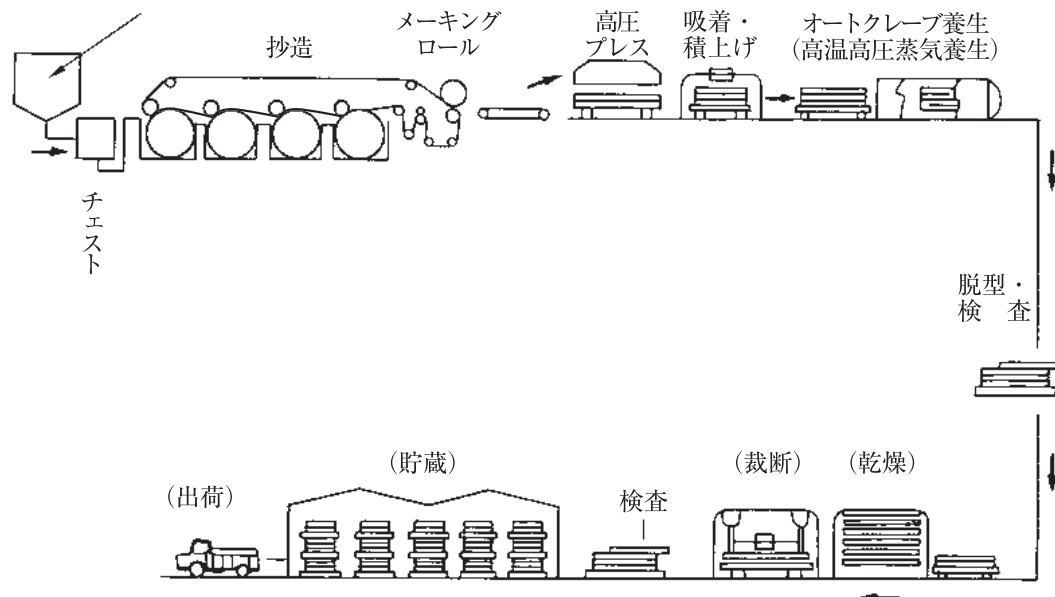 抄造
メーキング
ロール
高圧
プレス
吸着・
積上げ
オートクレーブ養生
(高温高圧蒸気養生)
チェスト
脱型・
検　査
(出荷)
(貯蔵)
検査
(裁断)
(乾燥)